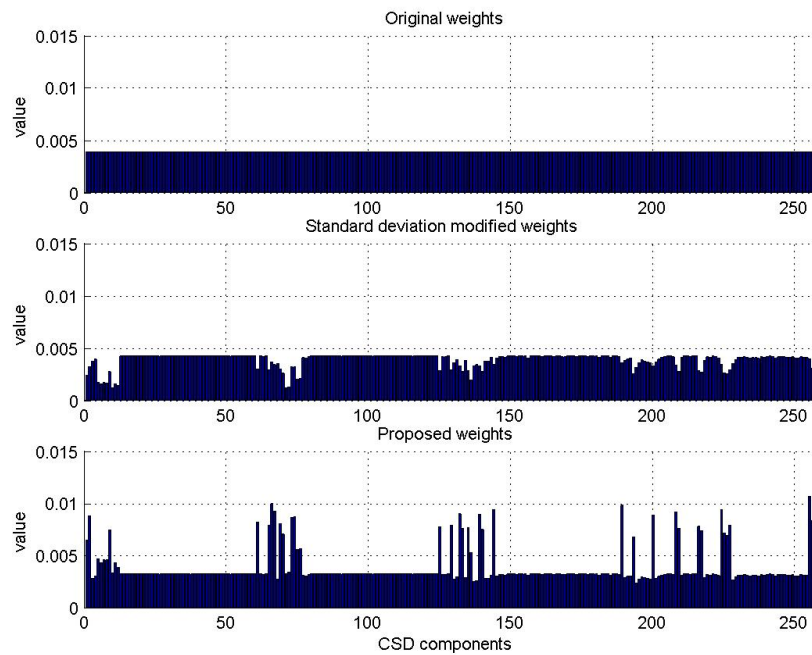 Original weights
0.015
0.01
0.005
0
value
0 50 100 150 200 250
Standard deviation modified weights
0.015
0.01
0.005
0
value
0 50 100 150 200 250
Proposed weights
0.015
0.01
0.005
0
value
0 50 100 150 200 250
CSD components